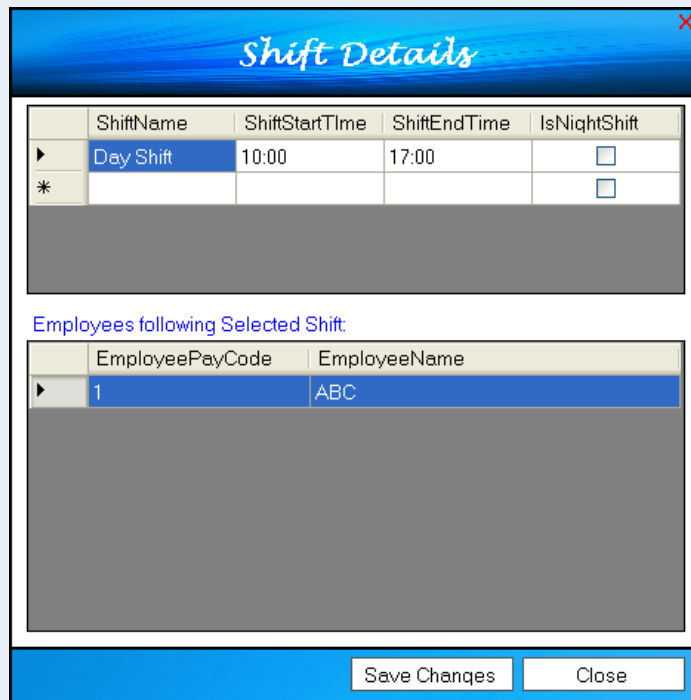 X
Shift Details
ShiftName ShiftStartTIme ShiftEndTime IsNightShift
Day Shift 10:00 17:00
*
Employees following Selected Shift:
EmployeePayCode EmployeeName
1 ABC
Save Changes Close